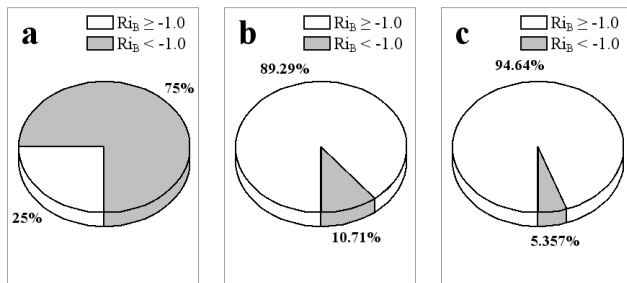 a
Ri_B ≥ -1.0
Ri_B < -1.0
75%
25%
b
Ri_B ≥ -1.0
Ri_B < -1.0
89.29%
10.71%
c
Ri_B ≥ -1.0
Ri_B < -1.0
94.64%
5.357%